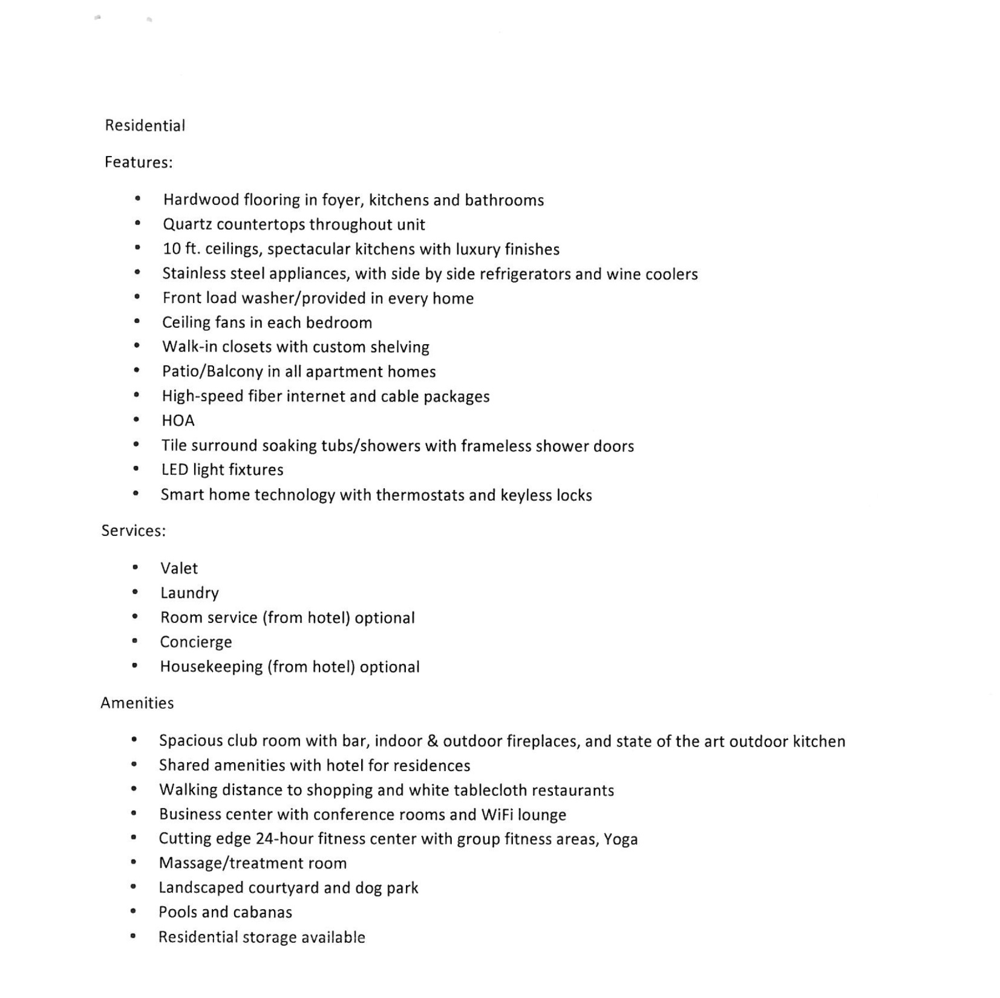 Residential
Features:
• Hardwood flooring in foyer, kitchens and bathrooms
• Quartz countertops throughout unit
• 10 ft. ceilings, spectacular kitchens with luxury finishes
• Stainless steel appliances, with side by side refrigerators and wine coolers
• Front load washer/provided in every home
• Ceiling fans in each bedroom
• Walk-in closets with custom shelving
• Patio/Balcony in all apartment homes
• High-speed fiber internet and cable packages
• HOA
• Tile surround soaking tubs/showers with frameless shower doors
• LED light fixtures
• Smart home technology with thermostats and keyless locks
Services:
• Valet
• Laundry
• Room service (from hotel) optional
• Concierge
• Housekeeping (from hotel) optional
Amenities
• Spacious club room with bar, indoor & outdoor fireplaces, and state of the art outdoor kitchen
• Shared amenities with hotel for residences
• Walking distance to shopping and white tablecloth restaurants
• Business center with conference rooms and WiFi lounge
• Cutting edge 24-hour fitness center with group fitness areas, Yoga
• Massage/treatment room
• Landscaped courtyard and dog park
• Pools and cabanas
• Residential storage available